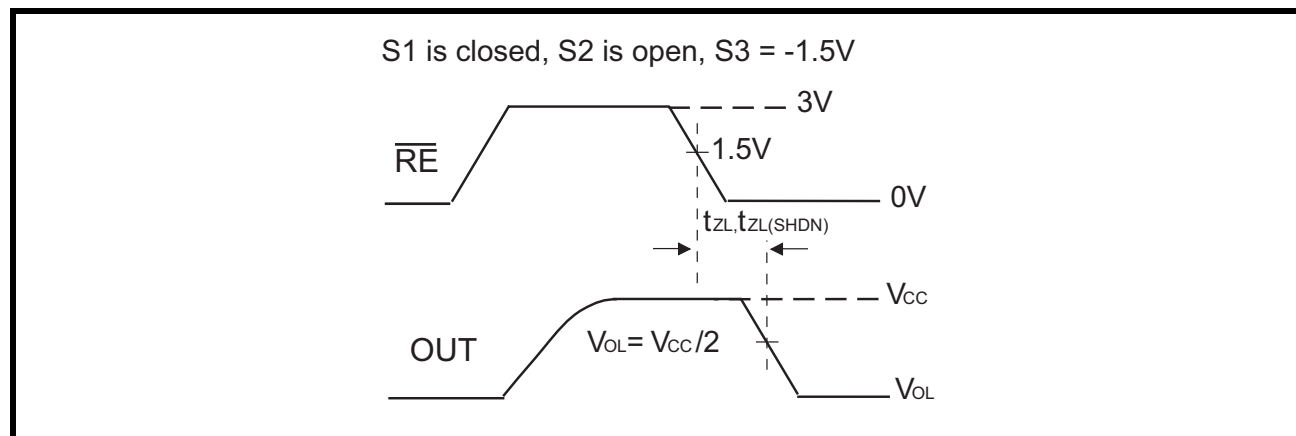 S1 is closed, S2 is open, S3 = -1.5V
3V
RE
1.5V
0V
tZL,tZL(SHDN)
VCC
OUT
VOL= VCC/2
VOL